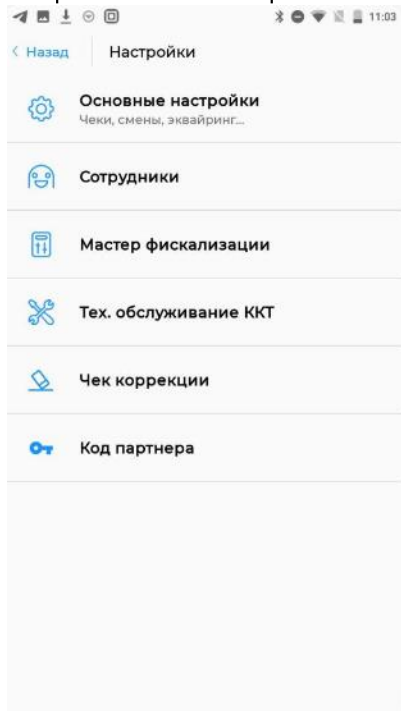 11:03
Назад
Настройки
Основные настройки
Чеки, смены, эквайринг...
Сотрудники
Мастер фискализации
Тех. обслуживание ККТ
Чек коррекции
Код партнера